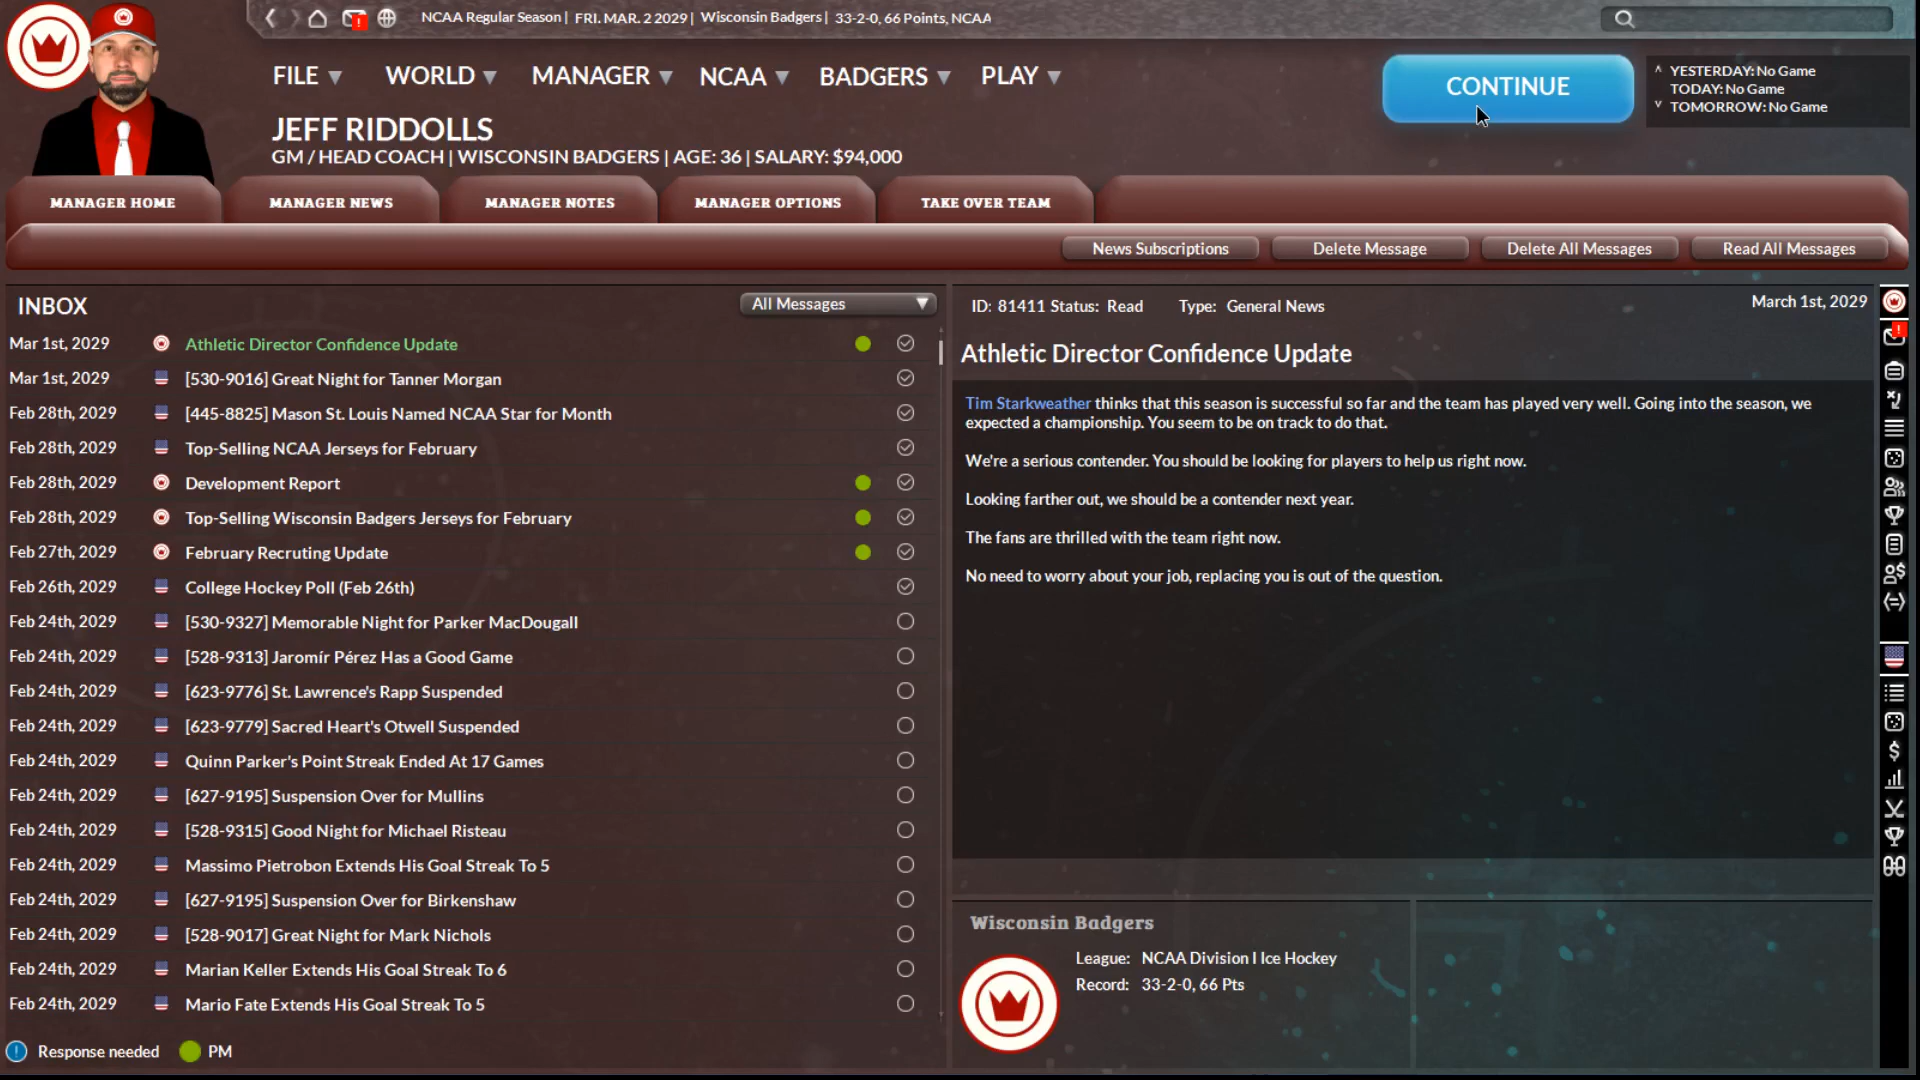 NCAA Regular Season | FRI. MAR. 2 2029 | Wisconsin Badgers | 33-2-0, 66 Points, NCAA
FILE WORLD MANAGER NCAA BADGERS PLAY
CONTINUE
YESTERDAY: No Game
TODAY: No Game
TOMORROW: No Game
JEFF RIDDOLLS
GM / HEAD COACH | WISCONSIN BADGERS | AGE: 36 | SALARY: $94,000
MANAGER HOME MANAGER NEWS MANAGER NOTES MANAGER OPTIONS TAKE OVER TEAM
News Subscriptions Delete Message Delete All Messages Read All Messages
INBOX
All Messages
Mar 1st, 2029 Athletic Director Confidence Update
Mar 1st, 2029 [530-9016] Great Night for Tanner Morgan
Feb 28th, 2029 [445-8825] Mason St. Louis Named NCAA Star for Month
Feb 28th, 2029 Top-Selling NCAA Jerseys for February
Feb 28th, 2029 Development Report
Feb 28th, 2029 Top-Selling Wisconsin Badgers Jerseys for February
Feb 27th, 2029 February Recruting Update
Feb 26th, 2029 College Hockey Poll (Feb 26th)
Feb 24th, 2029 [530-9327] Memorable Night for Parker MacDougall
Feb 24th, 2029 [528-9313] Jaromír Pérez Has a Good Game
Feb 24th, 2029 [623-9776] St. Lawrence's Rapp Suspended
Feb 24th, 2029 [623-9779] Sacred Heart's Otwell Suspended
Feb 24th, 2029 Quinn Parker's Point Streak Ended At 17 Games
Feb 24th, 2029 [627-9195] Suspension Over for Mullins
Feb 24th, 2029 [528-9315] Good Night for Michael Risteau
Feb 24th, 2029 Massimo Pietrobon Extends His Goal Streak To 5
Feb 24th, 2029 [627-9195] Suspension Over for Birkenshaw
Feb 24th, 2029 [528-9017] Great Night for Mark Nichols
Feb 24th, 2029 Marian Keller Extends His Goal Streak To 6
Feb 24th, 2029 Mario Fate Extends His Goal Streak To 5
Response needed PM
ID: 81411 Status: Read Type: General News March 1st, 2029
Athletic Director Confidence Update
Tim Starkweather thinks that this season is successful so far and the team has played very well. Going into the season, we
expected a championship. You seem to be on track to do that.
We're a serious contender. You should be looking for players to help us right now.
Looking farther out, we should be a contender next year.
The fans are thrilled with the team right now.
No need to worry about your job, replacing you is out of the question.
Wisconsin Badgers
League: NCAA Division I Ice Hockey
Record: 33-2-0, 66 Pts